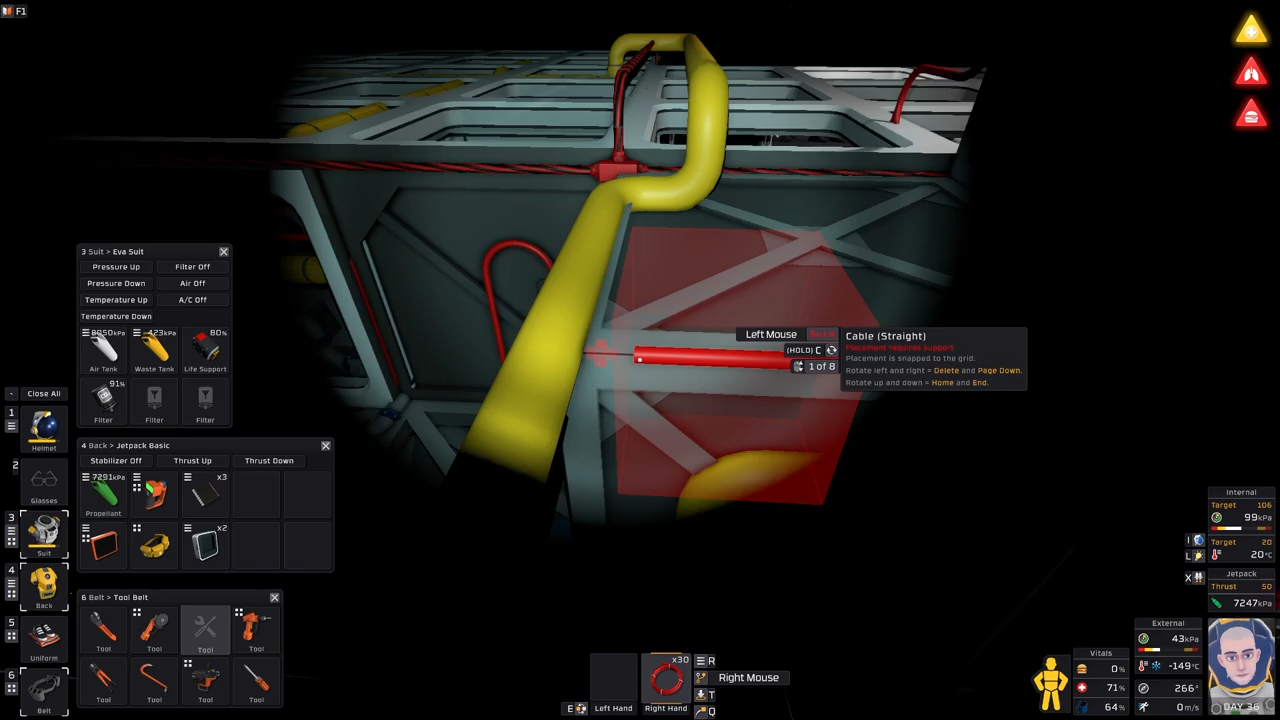 F1
3 Suit > Eva Suit
Pressure Up
Filter Off
Pressure Down
Air Off
Temperature Up
A/C Off
Temperature Down
8050kPa
423kPa
80%
Air Tank
Waste Tank
Life Support
91%
Filter
Filter
Filter
Close All
1
Helmet
2
Glasses
3
Suit
4
Back
5
Uniform
6
Belt
4 Back > Jetpack Basic
Stabilizer Off
Thrust Up
Thrust Down
7291kPa
x3
Propellant
x2
6 Belt > Tool Belt
Tool
Tool
Tool
Tool
Tool
Tool
Tool
Tool
Left Mouse
Build
(HOLD) C
1 of 8
Cable (Straight)
Placement requires support
Placement is snapped to the grid.
Rotate left and right = Delete and Page Down.
Rotate up and down = Home and End.
E
Left Hand
x30
Right Hand
R
Right Mouse
T
Q
Internal
Target 106
99kPa
Target 20
20°C
I
L
X
Jetpack
Thrust 50
7247kPa
External
43kPa
-149°C
266°
0m/s
Vitals
0%
71%
64%
DAY 36